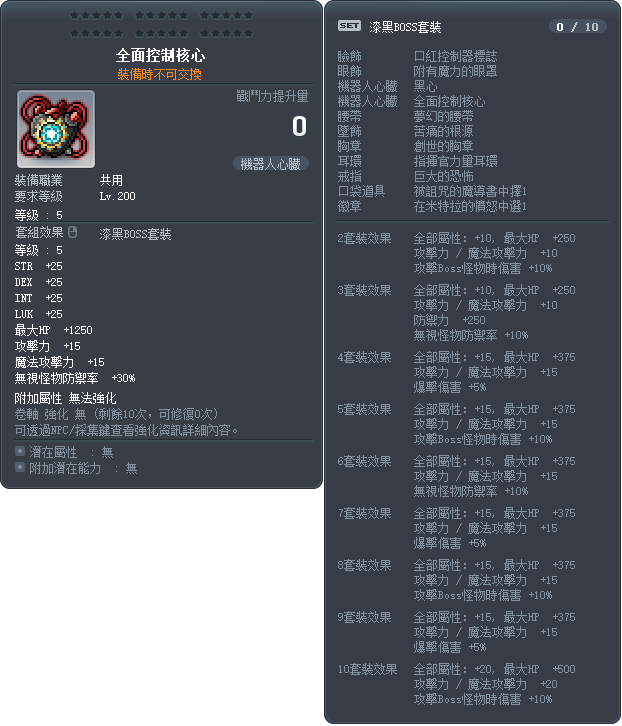 全面控制核心
裝備時不可交換
戰鬥力提升量
0
機器人心臟
裝備職業 共用
要求等級 Lv.200
等級 : 5
套組效果 漆黑BOSS套裝
等級 : 5
STR +25
DEX +25
INT +25
LUK +25
最大HP +1250
攻擊力 +15
魔法攻擊力 +15
無視怪物防禦率 +30%
附加屬性 無法強化
卷軸 強化 無 (剩餘10次, 可修復0次)
可透過NPC/採集鍵查看強化資訊詳細內容。
潛在屬性 : 無
附加潛在能力 : 無
SET 漆黑BOSS套裝 0 / 10
臉飾 口紅控制器標誌
眼飾 附有魔力的眼罩
機器人心臟 黑心
機器人心臟 全面控制核心
腰帶 夢幻的腰帶
墜飾 苦痛的根源
胸章 創世的胸章
耳環 指揮官力量耳環
戒指 巨大的恐怖
口袋道具 被詛咒的魔導書中擇1
徽章 在米特拉的憤怒中選1
2套裝效果 全部屬性: +10, 最大HP +250
攻擊力 / 魔法攻擊力 +10
攻擊Boss怪物時傷害 +10%
3套裝效果 全部屬性: +10, 最大HP +250
攻擊力 / 魔法攻擊力 +10
防禦力 +250
無視怪物防禦率 +10%
4套裝效果 全部屬性: +15, 最大HP +375
攻擊力 / 魔法攻擊力 +15
爆擊傷害 +5%
5套裝效果 全部屬性: +15, 最大HP +375
攻擊力 / 魔法攻擊力 +15
攻擊Boss怪物時傷害 +10%
6套裝效果 全部屬性: +15, 最大HP +375
攻擊力 / 魔法攻擊力 +15
無視怪物防禦率 +10%
7套裝效果 全部屬性: +15, 最大HP +375
攻擊力 / 魔法攻擊力 +15
爆擊傷害 +5%
8套裝效果 全部屬性: +15, 最大HP +375
攻擊力 / 魔法攻擊力 +15
攻擊Boss怪物時傷害 +10%
9套裝效果 全部屬性: +15, 最大HP +375
攻擊力 / 魔法攻擊力 +15
爆擊傷害 +5%
10套裝效果 全部屬性: +20, 最大HP +500
攻擊力 / 魔法攻擊力 +20
攻擊Boss怪物時傷害 +10%